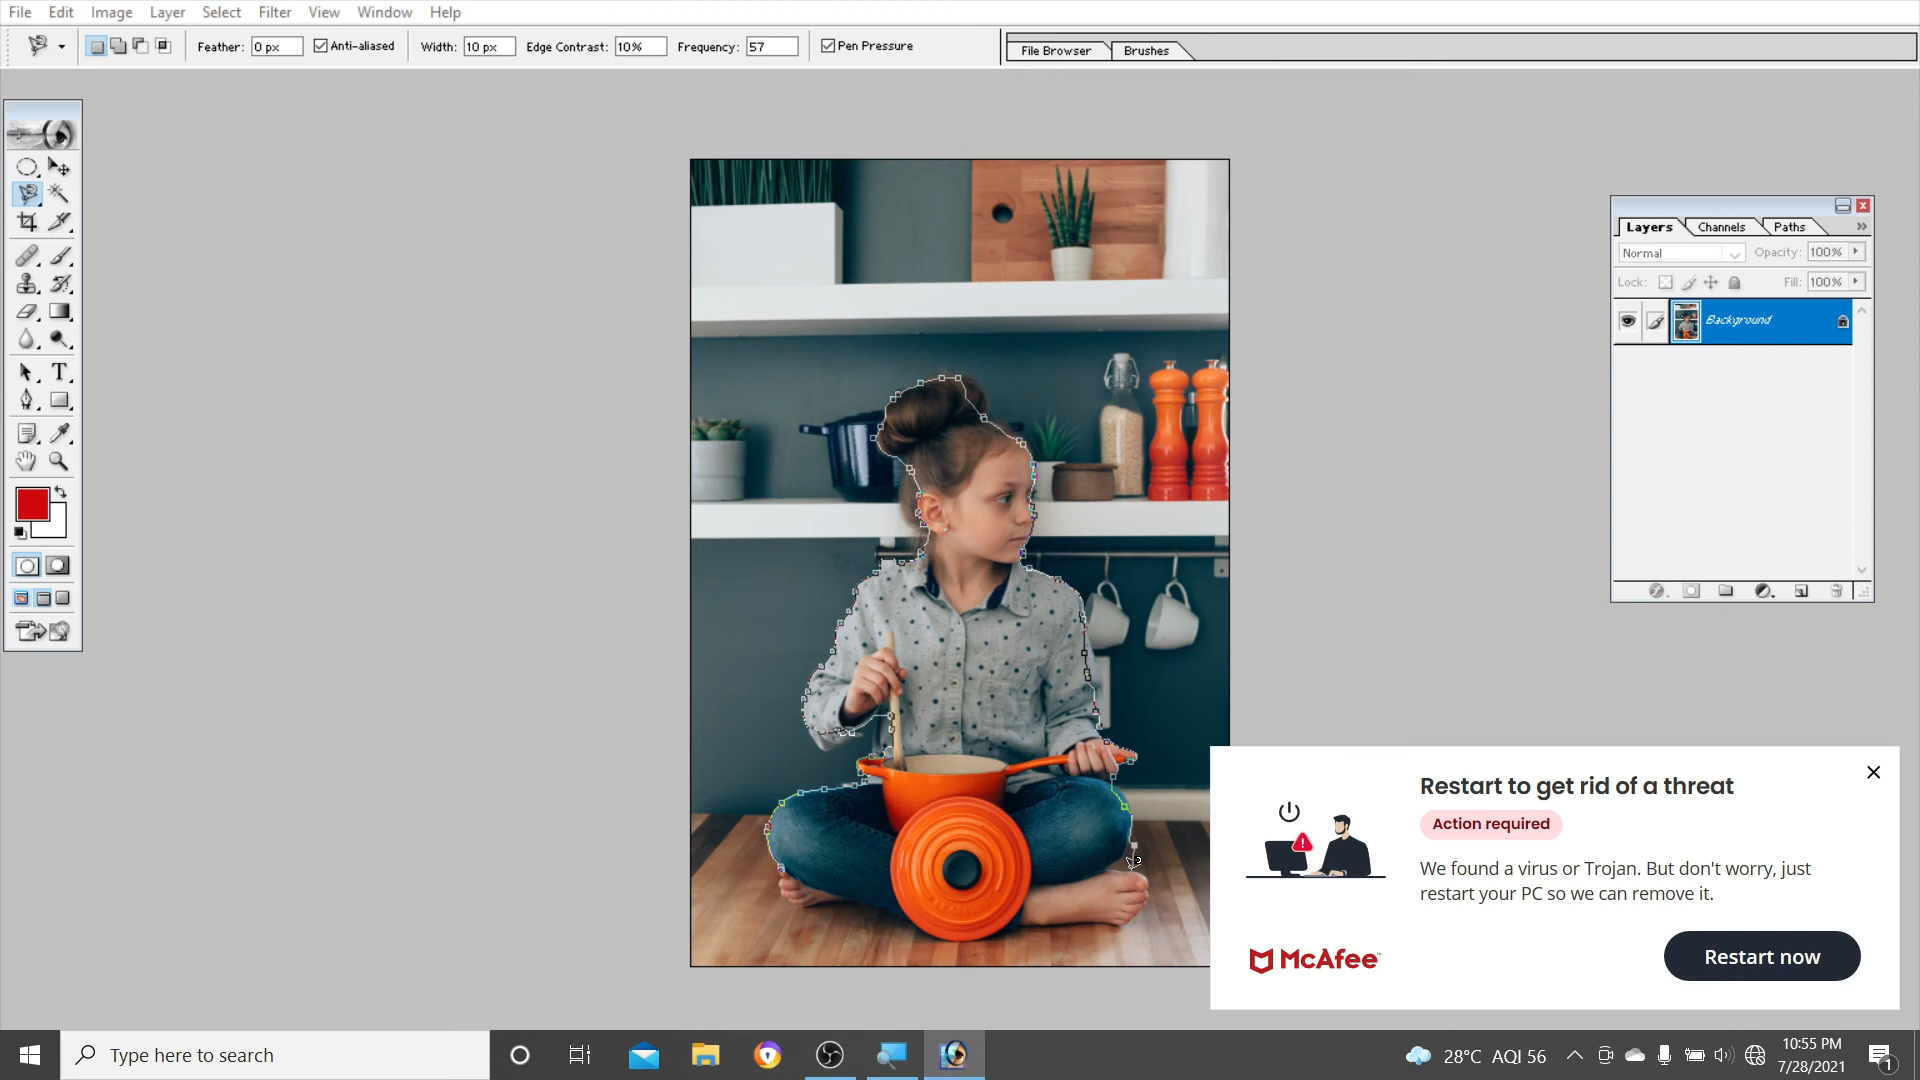 File Edit Image Layer Select Filter View Window Help
Feather: 0 px Anti-aliased Width: 10 px Edge Contrast: 10% Frequency: 57 Pen Pressure File Browser Brushes
Layers Channels Paths
Normal Opacity: 100%
Lock: Fill: 100%
Background
T
Restart to get rid of a threat
Action required
We found a virus or Trojan. But don't worry, just
restart your PC so we can remove it.
McAfee
Restart now
Type here to search
28°C AQI 56
10:55 PM
7/28/2021
1